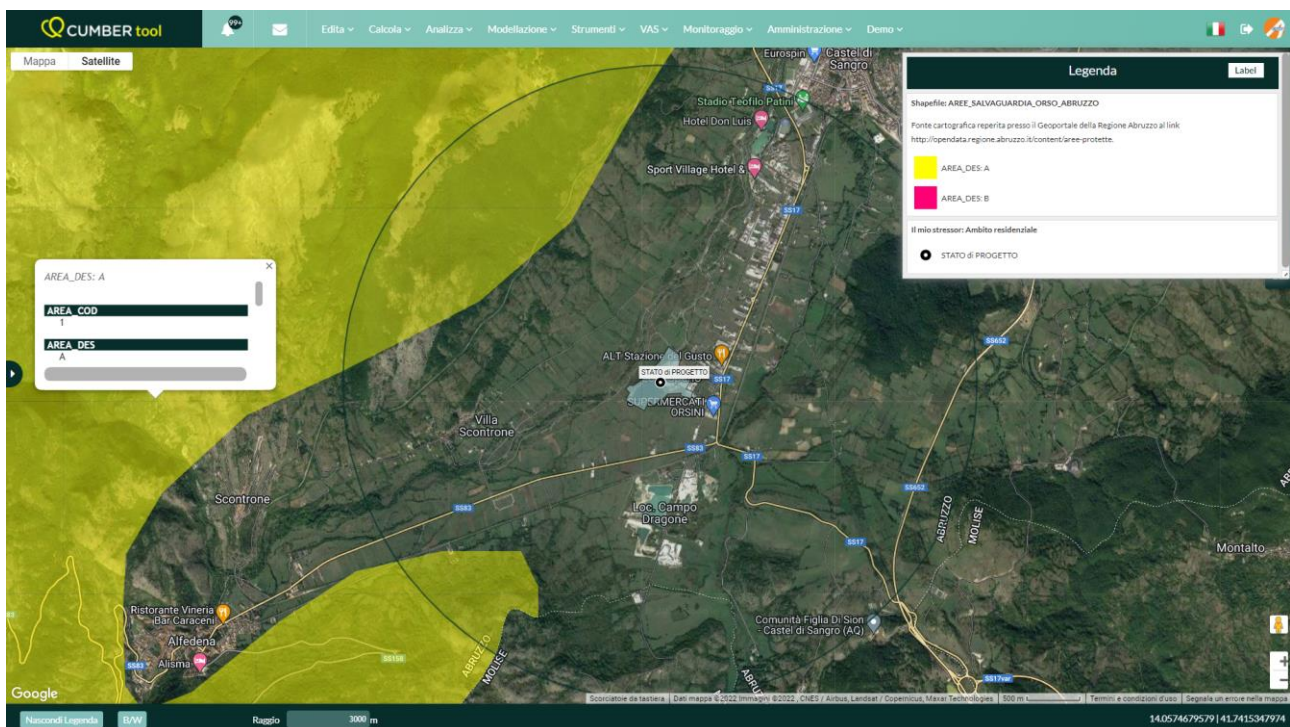 CUMBER tool
99+
Edita
Calcola
Analizza
Modellazione
Strumenti
VAS
Monitoraggio
Amministrazione
Demo
Mappa
Satellite
Eurospin
Castel di
Sangro
SS17
Stadio Teofilo Patini
Hotel Don Luis
Sport Village Hotel &
SS17
Legenda
Label
Shapefile: AREE_SALVAGUARDIA_ORSO_ABRUZZO
Fonte cartografica reperita presso il Geoportale della Regione Abruzzo al link
http://opendata.regione.abruzzo.it/content/aree-protette.
AREA_DES: A
AREA_DES: B
Il mio stressor: Ambito residenziale
STATO di PROGETTO
AREA_DES: A
AREA_COD
1
AREA_DES
A
ALT Stazione del Gusto
STATO di PROGETTO
SS17
SUPERMERCATI
ORSINI
SS652
Villa
Scontrone
SS83
SS17
SS652
Scontrone
SS83
Loc. Campo
Dragone
SS17
ABRUZZO
MOLISE
Montalto
Ristorante Vineria
Bar Caraceni
Alfedena
SS83
Alisma
SS158
ABRUZZO
MOLISE
Comunità Figlia Di Sion
- Castel di Sangro (AQ)
SS17var
Google
Scorciatoie da tastiera
Dati mappa ©2022 Immagini ©2022 , CNES / Airbus, Landsat / Copernicus, Maxar Technologies
500 m
Termini e condizioni d'uso
Segnala un errore nella mappa
Nascondi Legenda
B/W
Raggio
3000 m
14.0574679579 | 41.7415347974